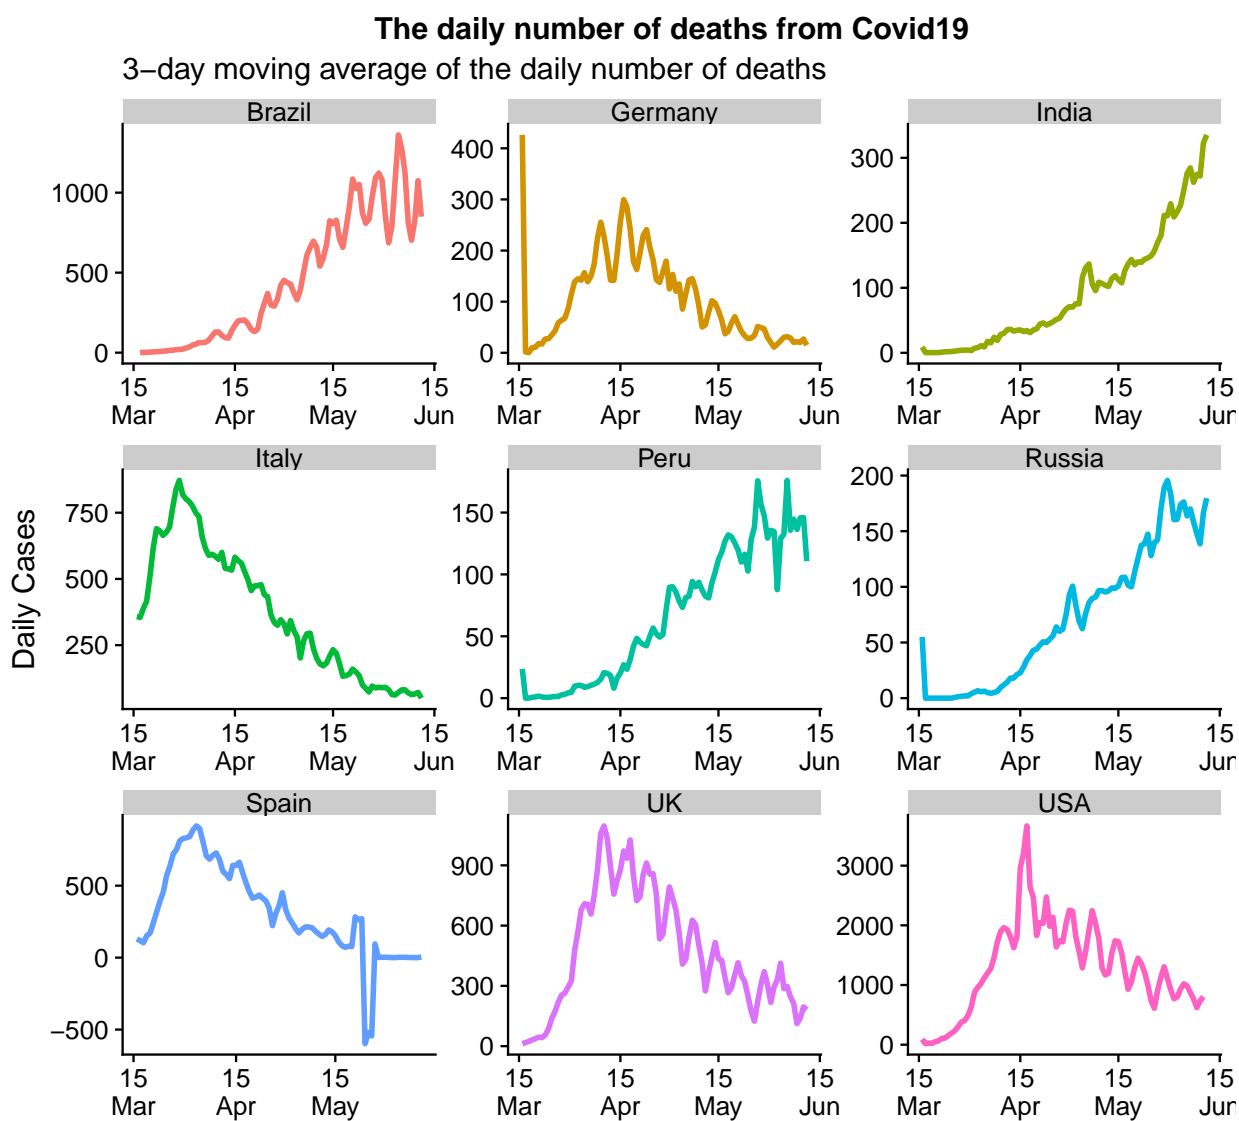 The daily number of deaths from Covid19
3−day moving average of the daily number of deaths
Daily Cases
Brazil
1000
500
0
15 15 15 15
Mar Apr May Jun
Germany
400
300
200
100
0
15 15 15 15
Mar Apr May Jun
India
300
200
100
0
15 15 15 15
Mar Apr May Jun
Italy
750
500
250
15 15 15 15
Mar Apr May Jun
Peru
150
100
50
0
15 15 15 15
Mar Apr May Jun
Russia
200
150
100
50
0
15 15 15 15
Mar Apr May Jun
Spain
500
0
−500
15 15 15
Mar Apr May
UK
900
600
300
0
15 15 15 15
Mar Apr May Jun
USA
3000
2000
1000
0
15 15 15 15
Mar Apr May Jun